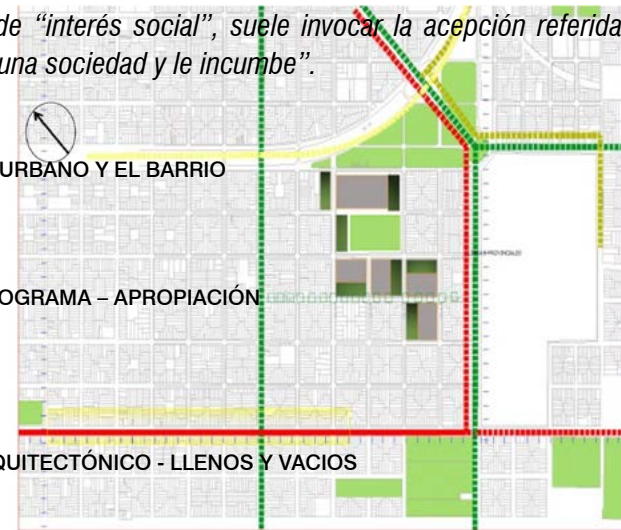 de “interés social”, suele invocar la acepción referida
una sociedad y le incumbe”.
URBANO Y EL BARRIO
OGRAMA – APROPIACIÓN
QUITECTÓNICO - LLENOS Y VACIOS